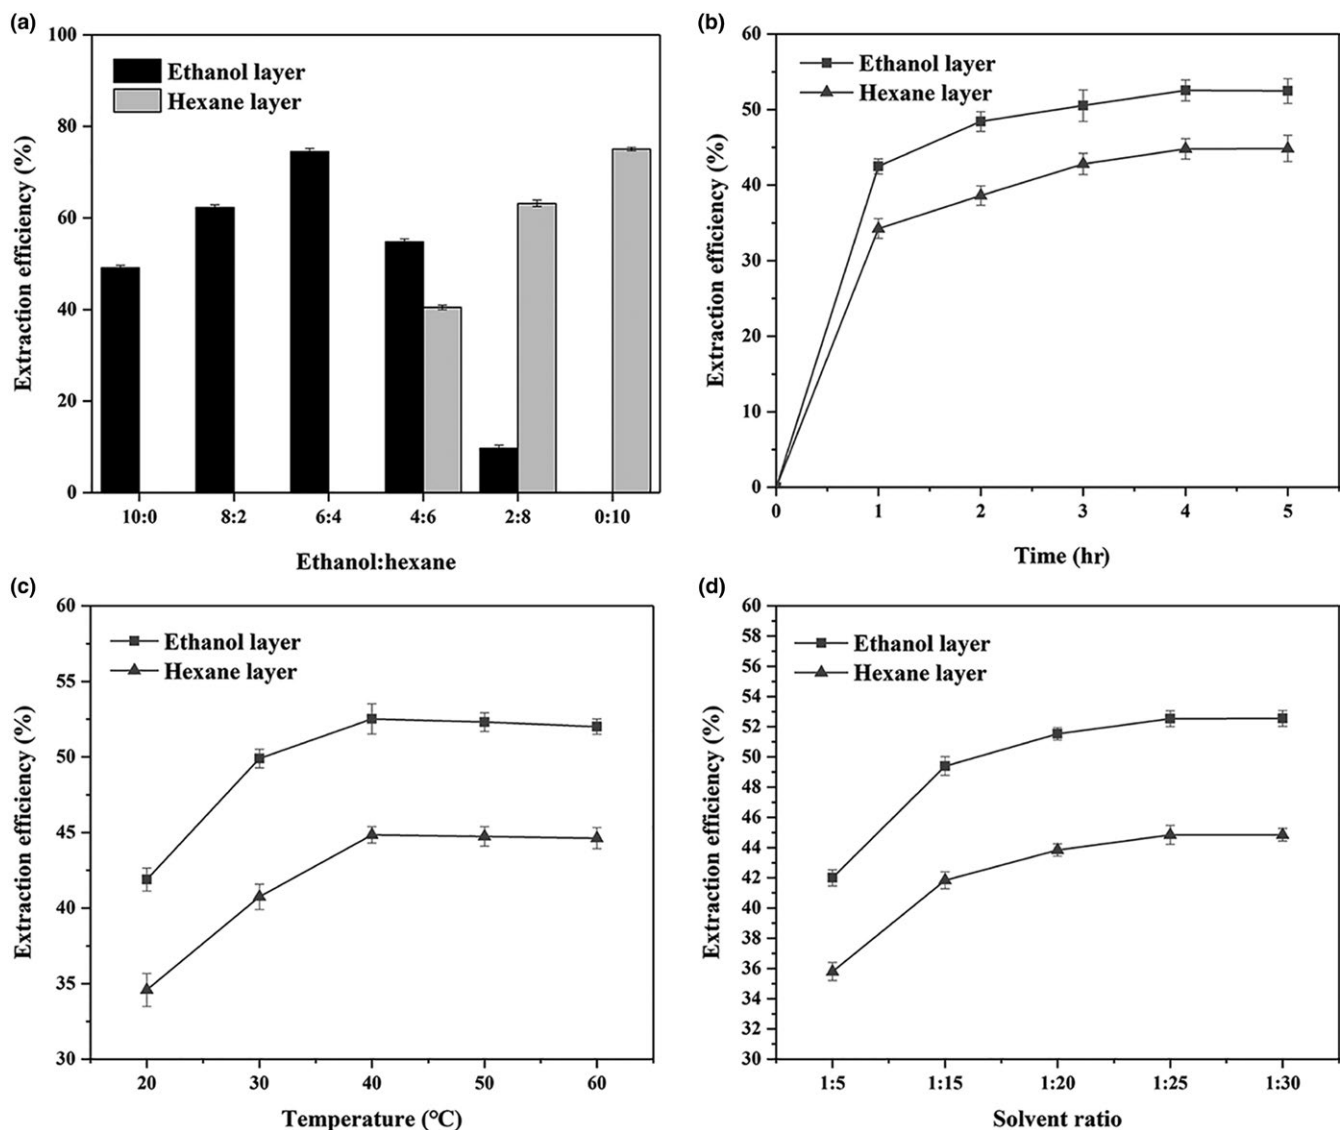 (a)
Extraction efficiency (%)
100
80
60
40
20
0
Ethanol layer
Hexane layer
10:0 8:2 6:4 4:6 2:8 0:10
Ethanol:hexane
(b)
Extraction efficiency (%)
60
50
40
30
20
10
0
Ethanol layer
Hexane layer
0 1 2 3 4 5
Time (hr)
(c)
Extraction efficiency (%)
60
55
50
45
40
35
30
Ethanol layer
Hexane layer
20 30 40 50 60
Temperature (°C)
(d)
Extraction efficiency (%)
60
58
56
54
52
50
48
46
44
42
40
38
36
34
32
30
Ethanol layer
Hexane layer
1:5 1:15 1:20 1:25 1:30
Solvent ratio